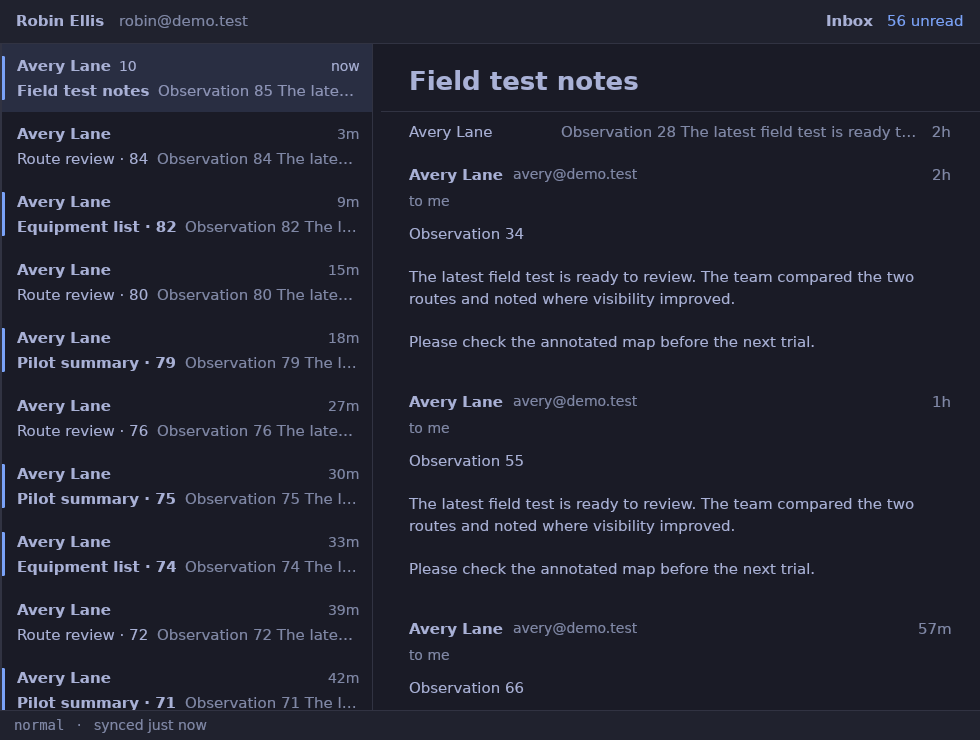 Robin Ellis robin@demo.test Inbox 56 unread
Avery Lane 10 now
Field test notes Observation 85 The late…
Avery Lane 3m
Route review · 84 Observation 84 The late…
Avery Lane 9m
Equipment list · 82 Observation 82 The l…
Avery Lane 15m
Route review · 80 Observation 80 The late…
Avery Lane 18m
Pilot summary · 79 Observation 79 The l…
Avery Lane 27m
Route review · 76 Observation 76 The late…
Avery Lane 30m
Pilot summary · 75 Observation 75 The l…
Avery Lane 33m
Equipment list · 74 Observation 74 The l…
Avery Lane 39m
Route review · 72 Observation 72 The late…
Avery Lane 42m
Pilot summary · 71 Observation 71 The l…
Field test notes
Avery Lane Observation 28 The latest field test is ready t… 2h
Avery Lane avery@demo.test 2h
to me
Observation 34
The latest field test is ready to review. The team compared the two
routes and noted where visibility improved.
Please check the annotated map before the next trial.
Avery Lane avery@demo.test 1h
to me
Observation 55
The latest field test is ready to review. The team compared the two
routes and noted where visibility improved.
Please check the annotated map before the next trial.
Avery Lane avery@demo.test 57m
to me
Observation 66
normal · synced just now